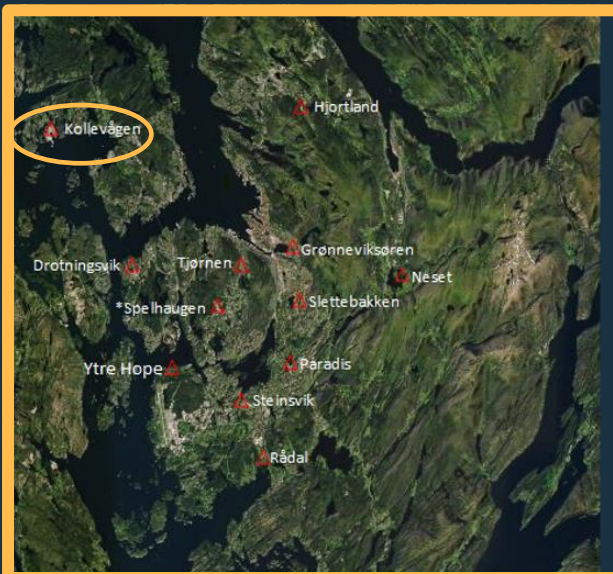 Hjortland
Kollevågen
Grønneviksøren
Drotningsvik
Tjørnen
Neset
*Spelhaugen
Slettebakken
Ytre Hope
Paradis
Steinsvik
Rådal